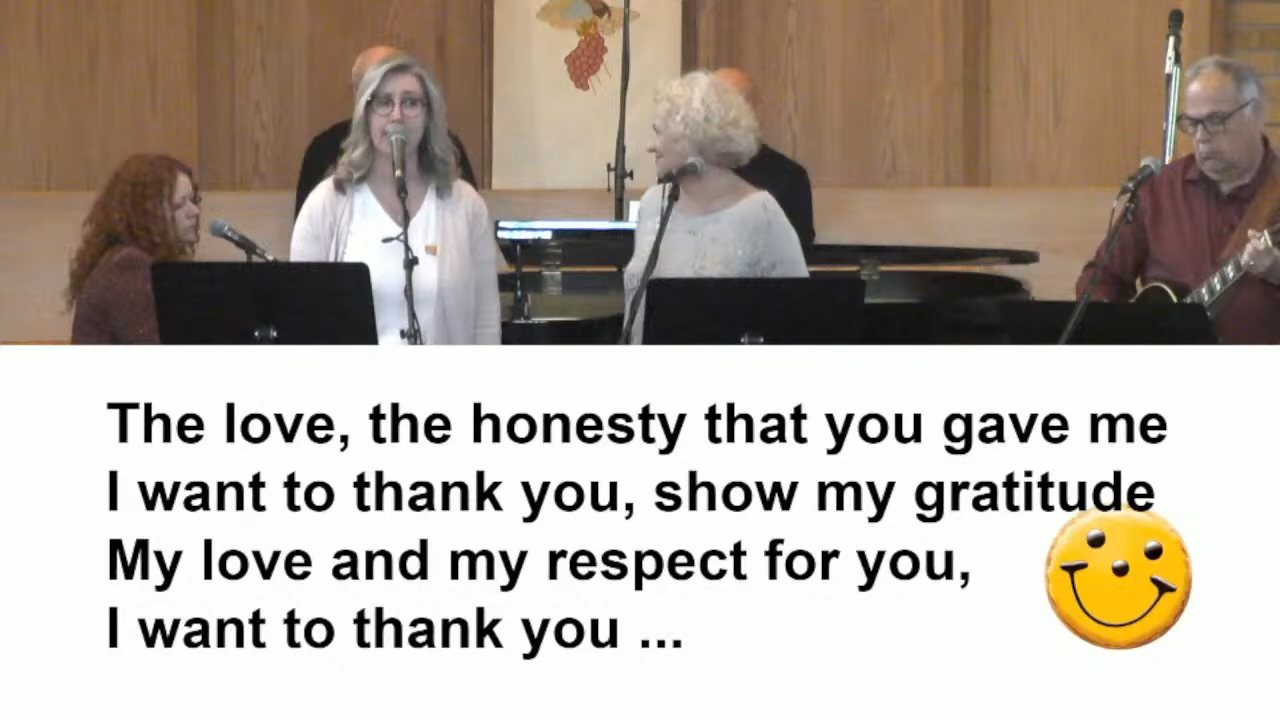 The love, the honesty that you gave me
I want to thank you, show my gratitude
My love and my respect for you,
I want to thank you ...